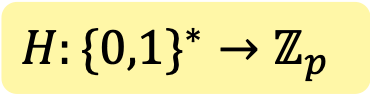 H: {0,1}* → ℤₚ